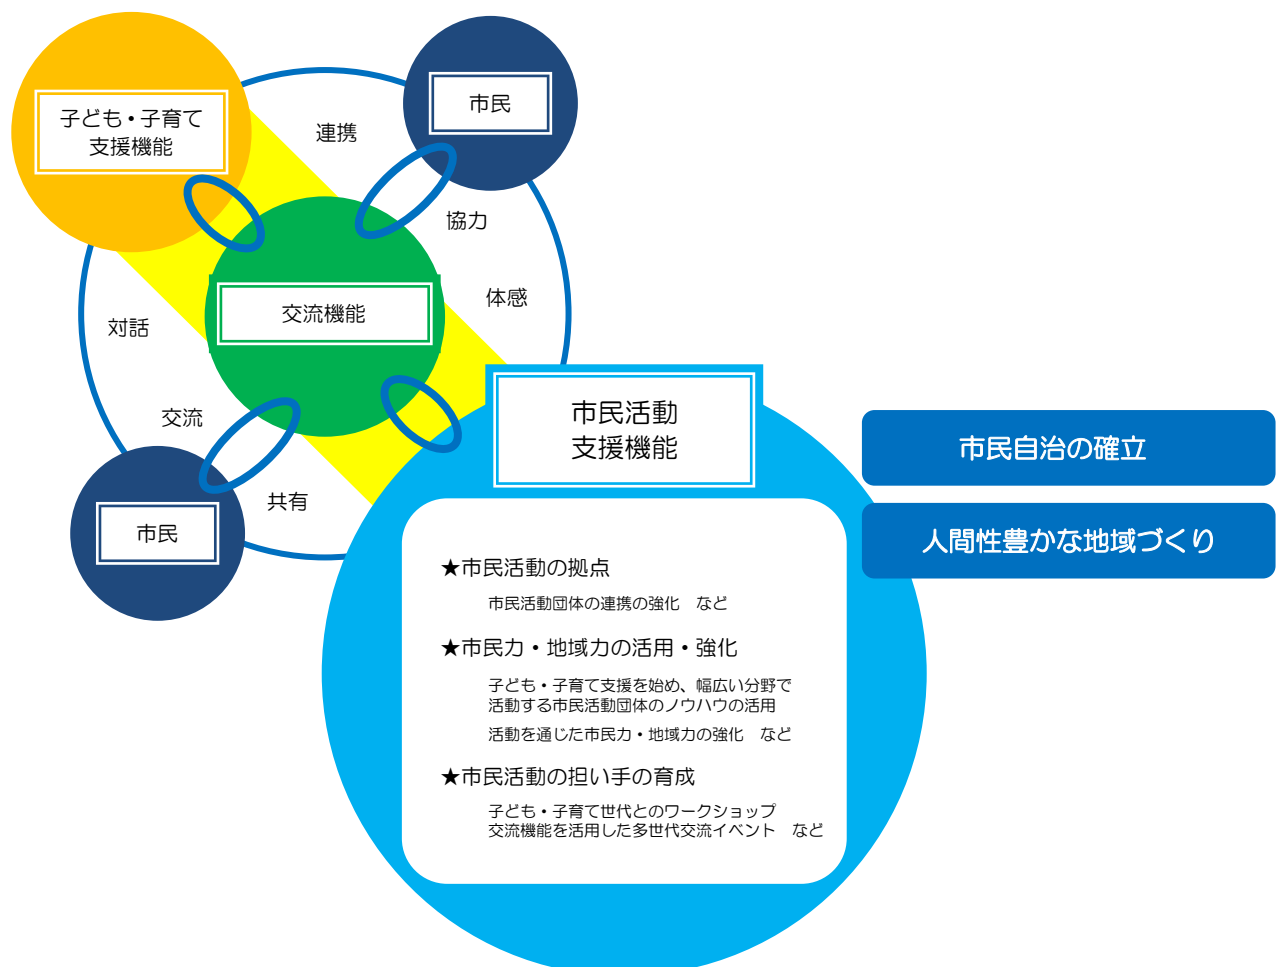 子ども・子育て
支援機能
市民
連携
協力
体感
交流機能
対話
交流
共有
市民
市民活動
支援機能
市民自治の確立
人間性豊かな地域づくり
★市民活動の拠点
市民活動団体の連携の強化　など
★市民力・地域力の活用・強化
子ども・子育て支援を始め、幅広い分野で
活動する市民活動団体のノウハウの活用
活動を通じた市民力・地域力の強化　など
★市民活動の担い手の育成
子ども・子育て世代とのワークショップ
交流機能を活用した多世代交流イベント　など